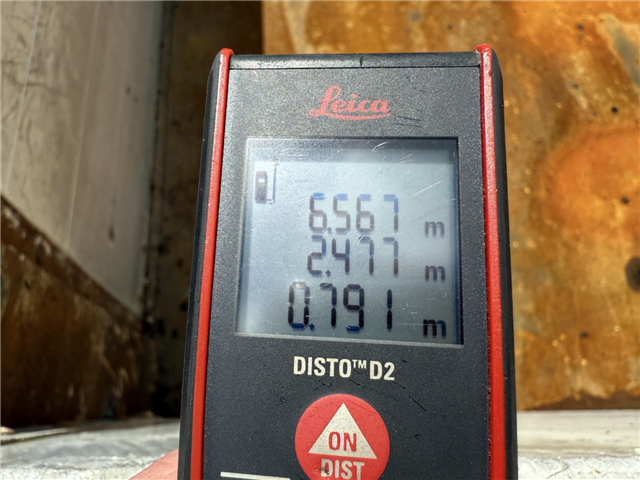 Leica
6.567 m
2.477 m
0.791 m
DISTO™ D2
ON
DIST